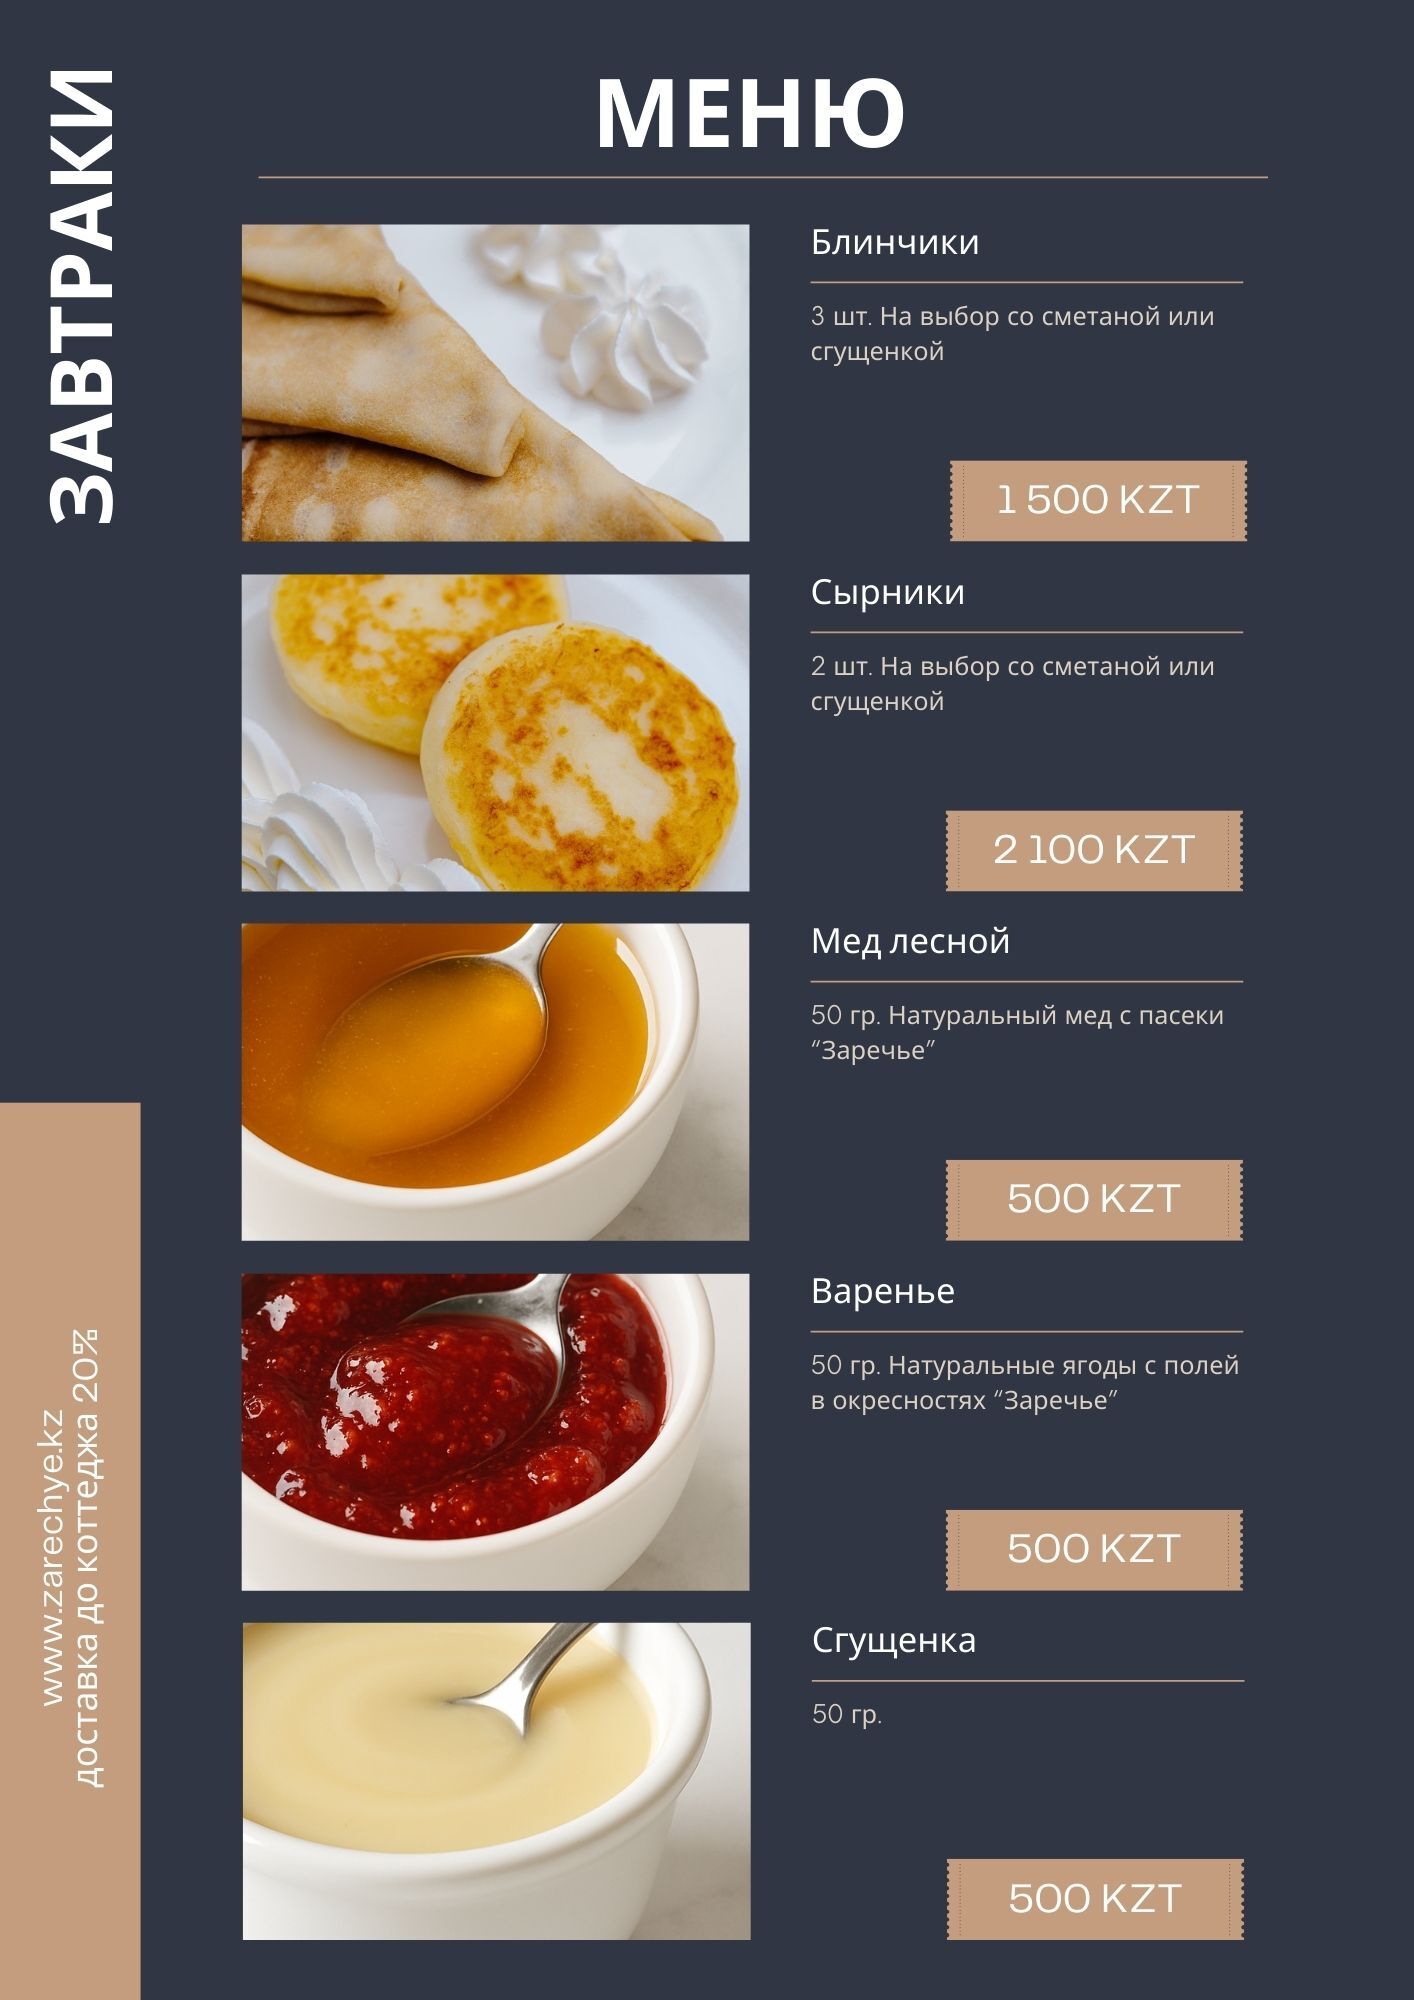 ЗАВТРАКИ
МЕНЮ
Блинчики
3 шт. На выбор со сметаной или
сгущенкой
1 500 KZT
Сырники
2 шт. На выбор со сметаной или
сгущенкой
2 100 KZT
Мед лесной
50 гр. Натуральный мед с пасеки
“Заречье”
500 KZT
Варенье
50 гр. Натуральные ягоды с полей
в окресностях “Заречье”
500 KZT
Сгущенка
50 гр.
500 KZT
www.zarechye.kz
доставка до коттеджа 20%